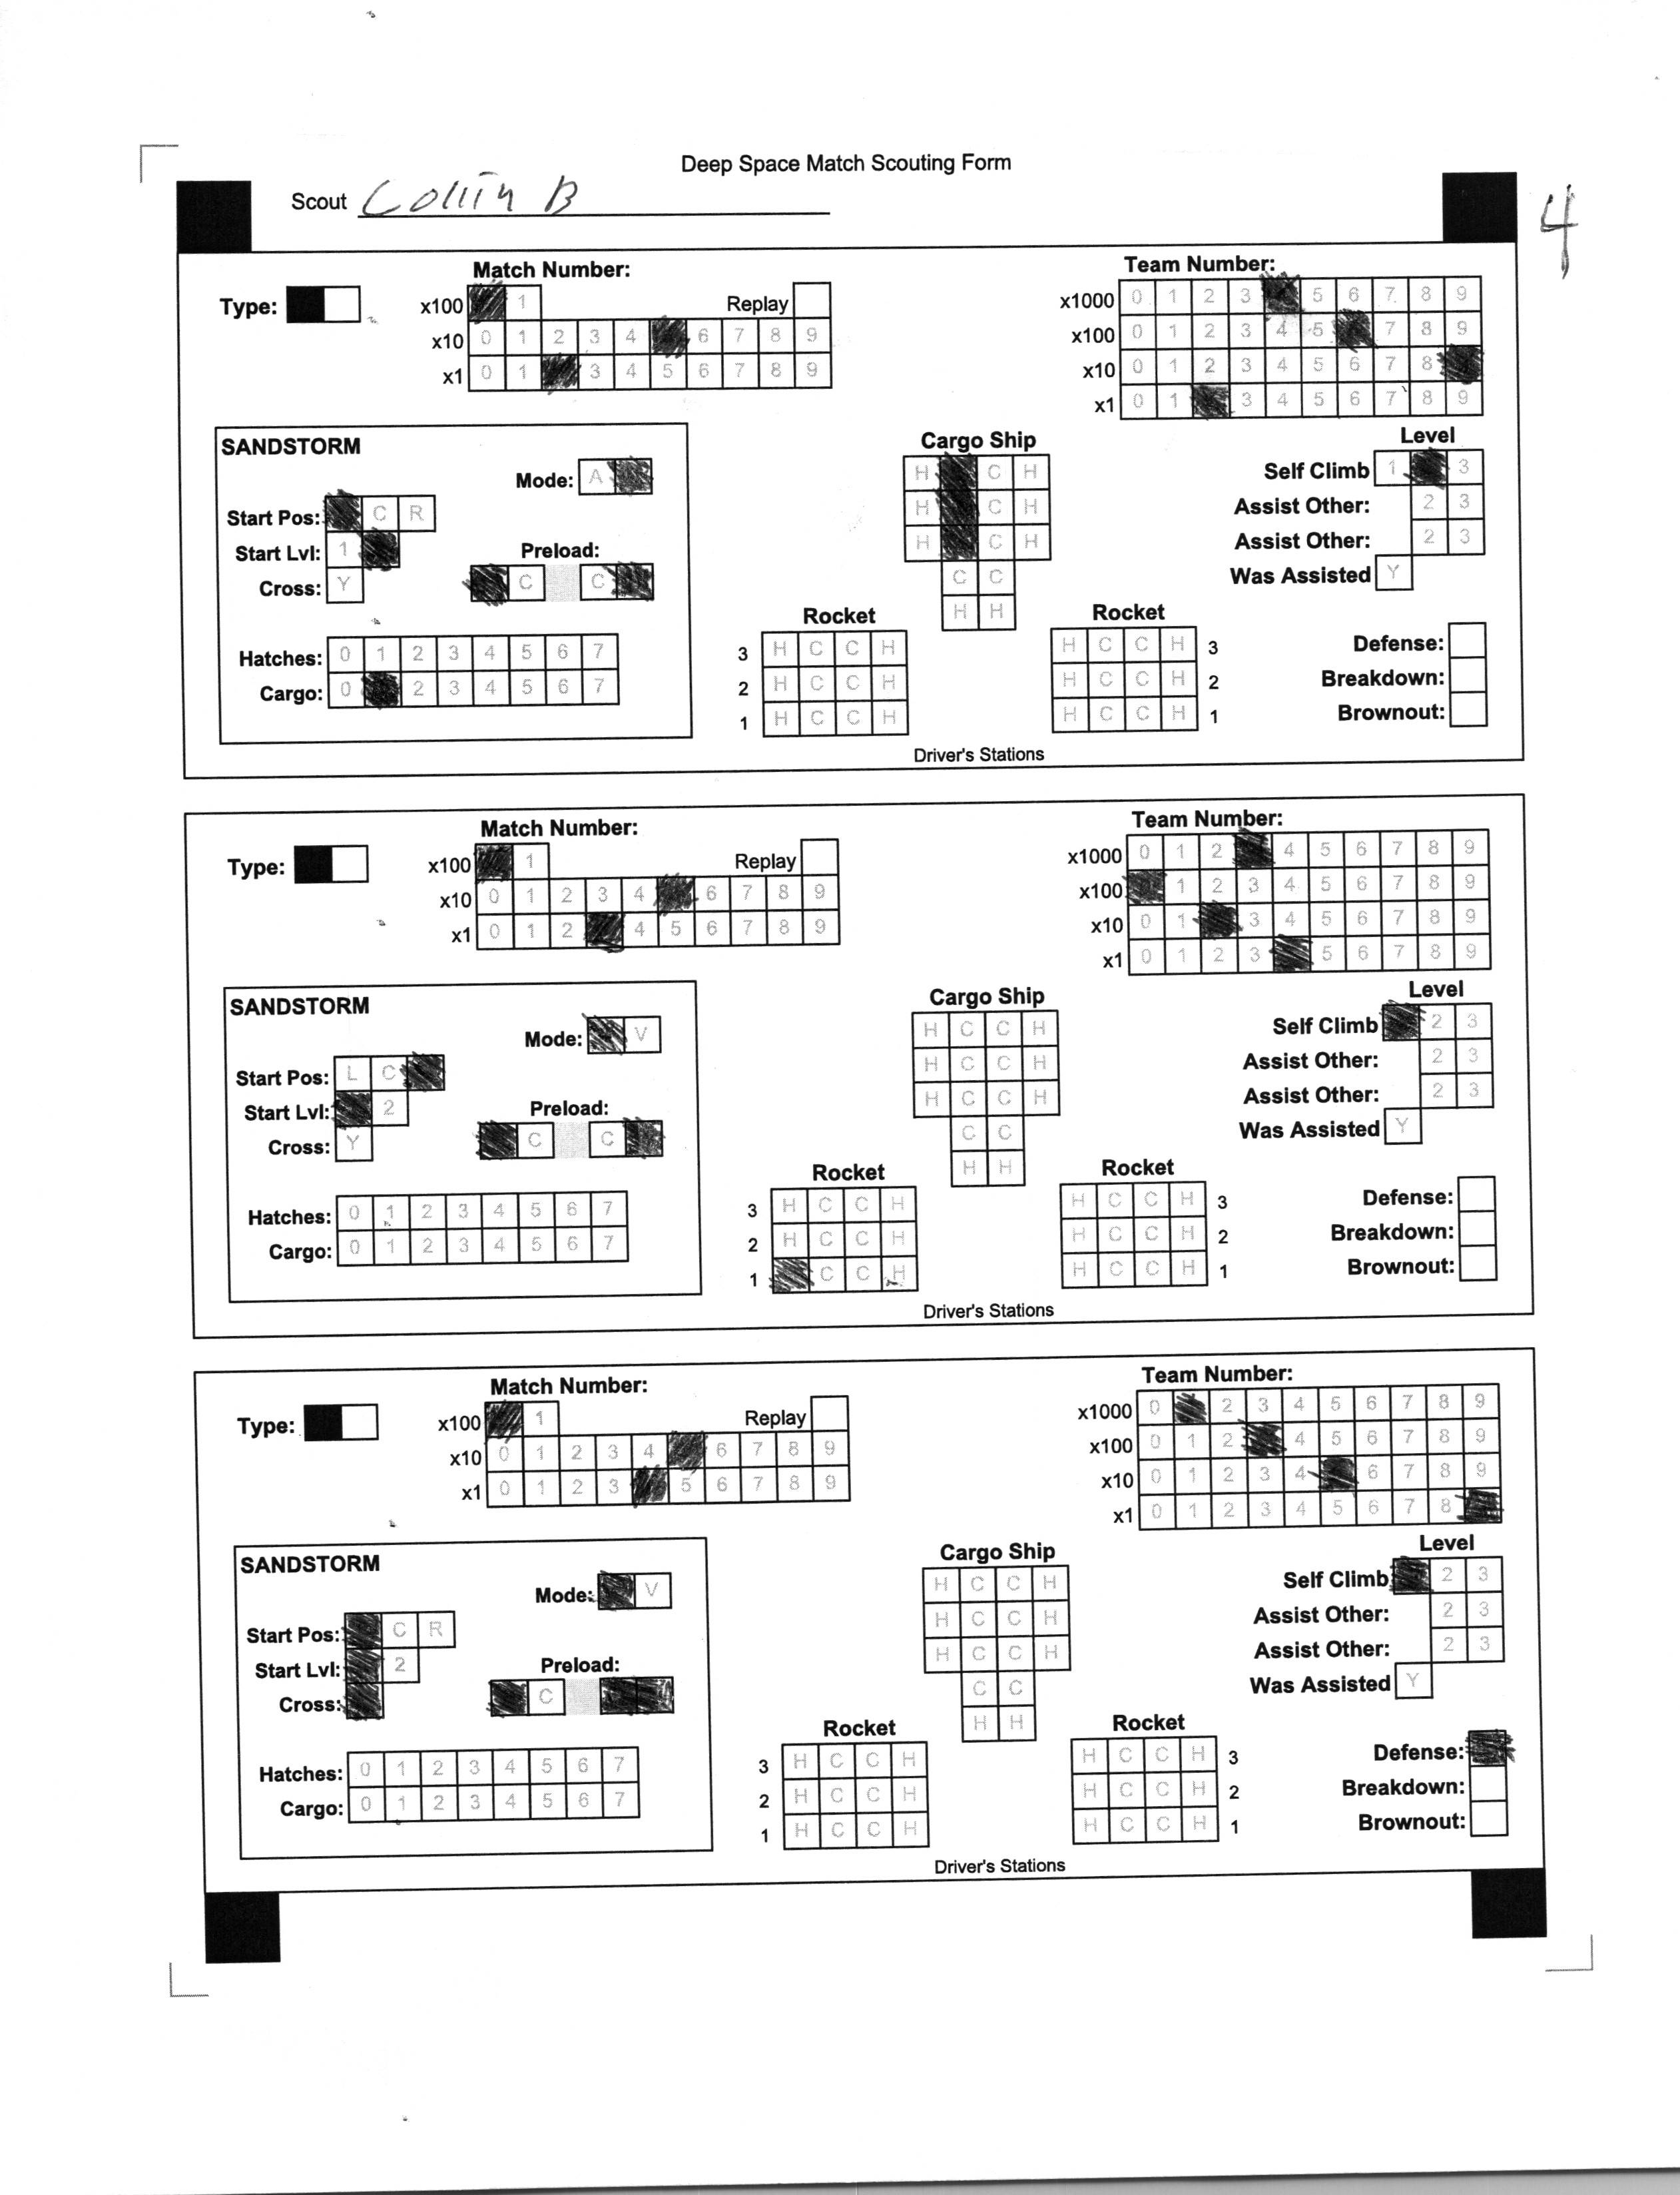 Deep Space Match Scouting Form
Scout Collin B
4
Match Number:
Team Number:
Type:
x100 1 Replay
x10 0 1 2 3 4 6 7 8 9
x1 0 1 3 4 5 6 7 8 9
x1000 0 1 2 3 5 6 7 8 9
x100 0 1 2 3 4 5 7 8 9
x10 0 1 2 3 4 5 6 7 8
x1 0 1 3 4 5 6 7 8 9
SANDSTORM
Mode: A
Start Pos: C R
Start Lvl: 1
Cross: Y
Preload:
C C
Hatches: 0 1 2 3 4 5 6 7
Cargo: 0 2 3 4 5 6 7
Cargo Ship
H C H
H C H
H C H
C C
H H
Rocket
3 H C C H
2 H C C H
1 H C C H
Rocket
H C C H 3
H C C H 2
H C C H 1
Driver's Stations
Level
Self Climb 1 3
Assist Other: 2 3
Assist Other: 2 3
Was Assisted Y
Defense:
Breakdown:
Brownout:
Match Number:
Team Number:
Type:
x100 1 Replay
x10 0 1 2 3 4 6 7 8 9
x1 0 1 2 4 5 6 7 8 9
x1000 0 1 2 4 5 6 7 8 9
x100 1 2 3 4 5 6 7 8 9
x10 0 1 3 4 5 6 7 8 9
x1 0 1 2 3 5 6 7 8 9
SANDSTORM
Mode: V
Start Pos: L C
Start Lvl: 2
Cross: Y
Preload:
C C
Hatches: 0 1 2 3 4 5 6 7
Cargo: 0 1 2 3 4 5 6 7
Cargo Ship
H C C H
H C C H
H C C H
C C
H H
Rocket
3 H C C H
2 H C C H
1 C C H
Rocket
H C C H 3
H C C H 2
H C C H 1
Driver's Stations
Level
Self Climb 2 3
Assist Other: 2 3
Assist Other: 2 3
Was Assisted Y
Defense:
Breakdown:
Brownout:
Match Number:
Team Number:
Type:
x100 1 Replay
x10 0 1 2 3 4 6 7 8 9
x1 0 1 2 3 5 6 7 8 9
x1000 0 2 3 4 5 6 7 8 9
x100 0 1 2 4 5 6 7 8 9
x10 0 1 2 3 4 6 7 8 9
x1 0 1 2 3 4 5 6 7 8
SANDSTORM
Mode: V
Start Pos: C R
Start Lvl: 2
Cross:
Preload:
C
Hatches: 0 1 2 3 4 5 6 7
Cargo: 0 1 2 3 4 5 6 7
Cargo Ship
H C C H
H C C H
H C C H
C C
H H
Rocket
3 H C C H
2 H C C H
1 H C C H
Rocket
H C C H 3
H C C H 2
H C C H 1
Driver's Stations
Level
Self Climb 2 3
Assist Other: 2 3
Assist Other: 2 3
Was Assisted Y
Defense:
Breakdown:
Brownout: